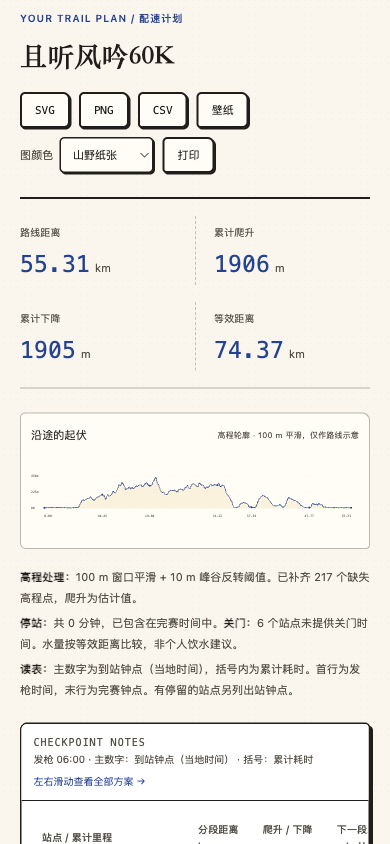 YOUR TRAIL PLAN / 配速计划
且听风吟60K
SVG PNG CSV 壁纸
图颜色 山野纸张 打印
路线距离 累计爬升
55.31 km 1906 m
累计下降 等效距离
1905 m 74.37 km
沿途的起伏 高程轮廓 · 100 m 平滑，仅作路线示意
高程处理：100 m 窗口平滑 + 10 m 峰谷反转阈值。已补齐 217 个缺失
高程点，爬升为估计值。
停站：共 0 分钟，已包含在完赛时间中。关门：6 个站点未提供关门时
间。水量按等效距离比较，非个人饮水建议。
读表：主数字为到站钟点（当地时间），括号内为累计耗时。首行为发
枪时间，末行为完赛钟点。有停留的站点另列出站钟点。
CHECKPOINT NOTES
发枪 06:00 · 主数字：到站钟点（当地时间） · 括号：累计耗时
左右滑动查看全部方案 →
站点 / 累计里程 分段距离 爬升 / 下降 下一段